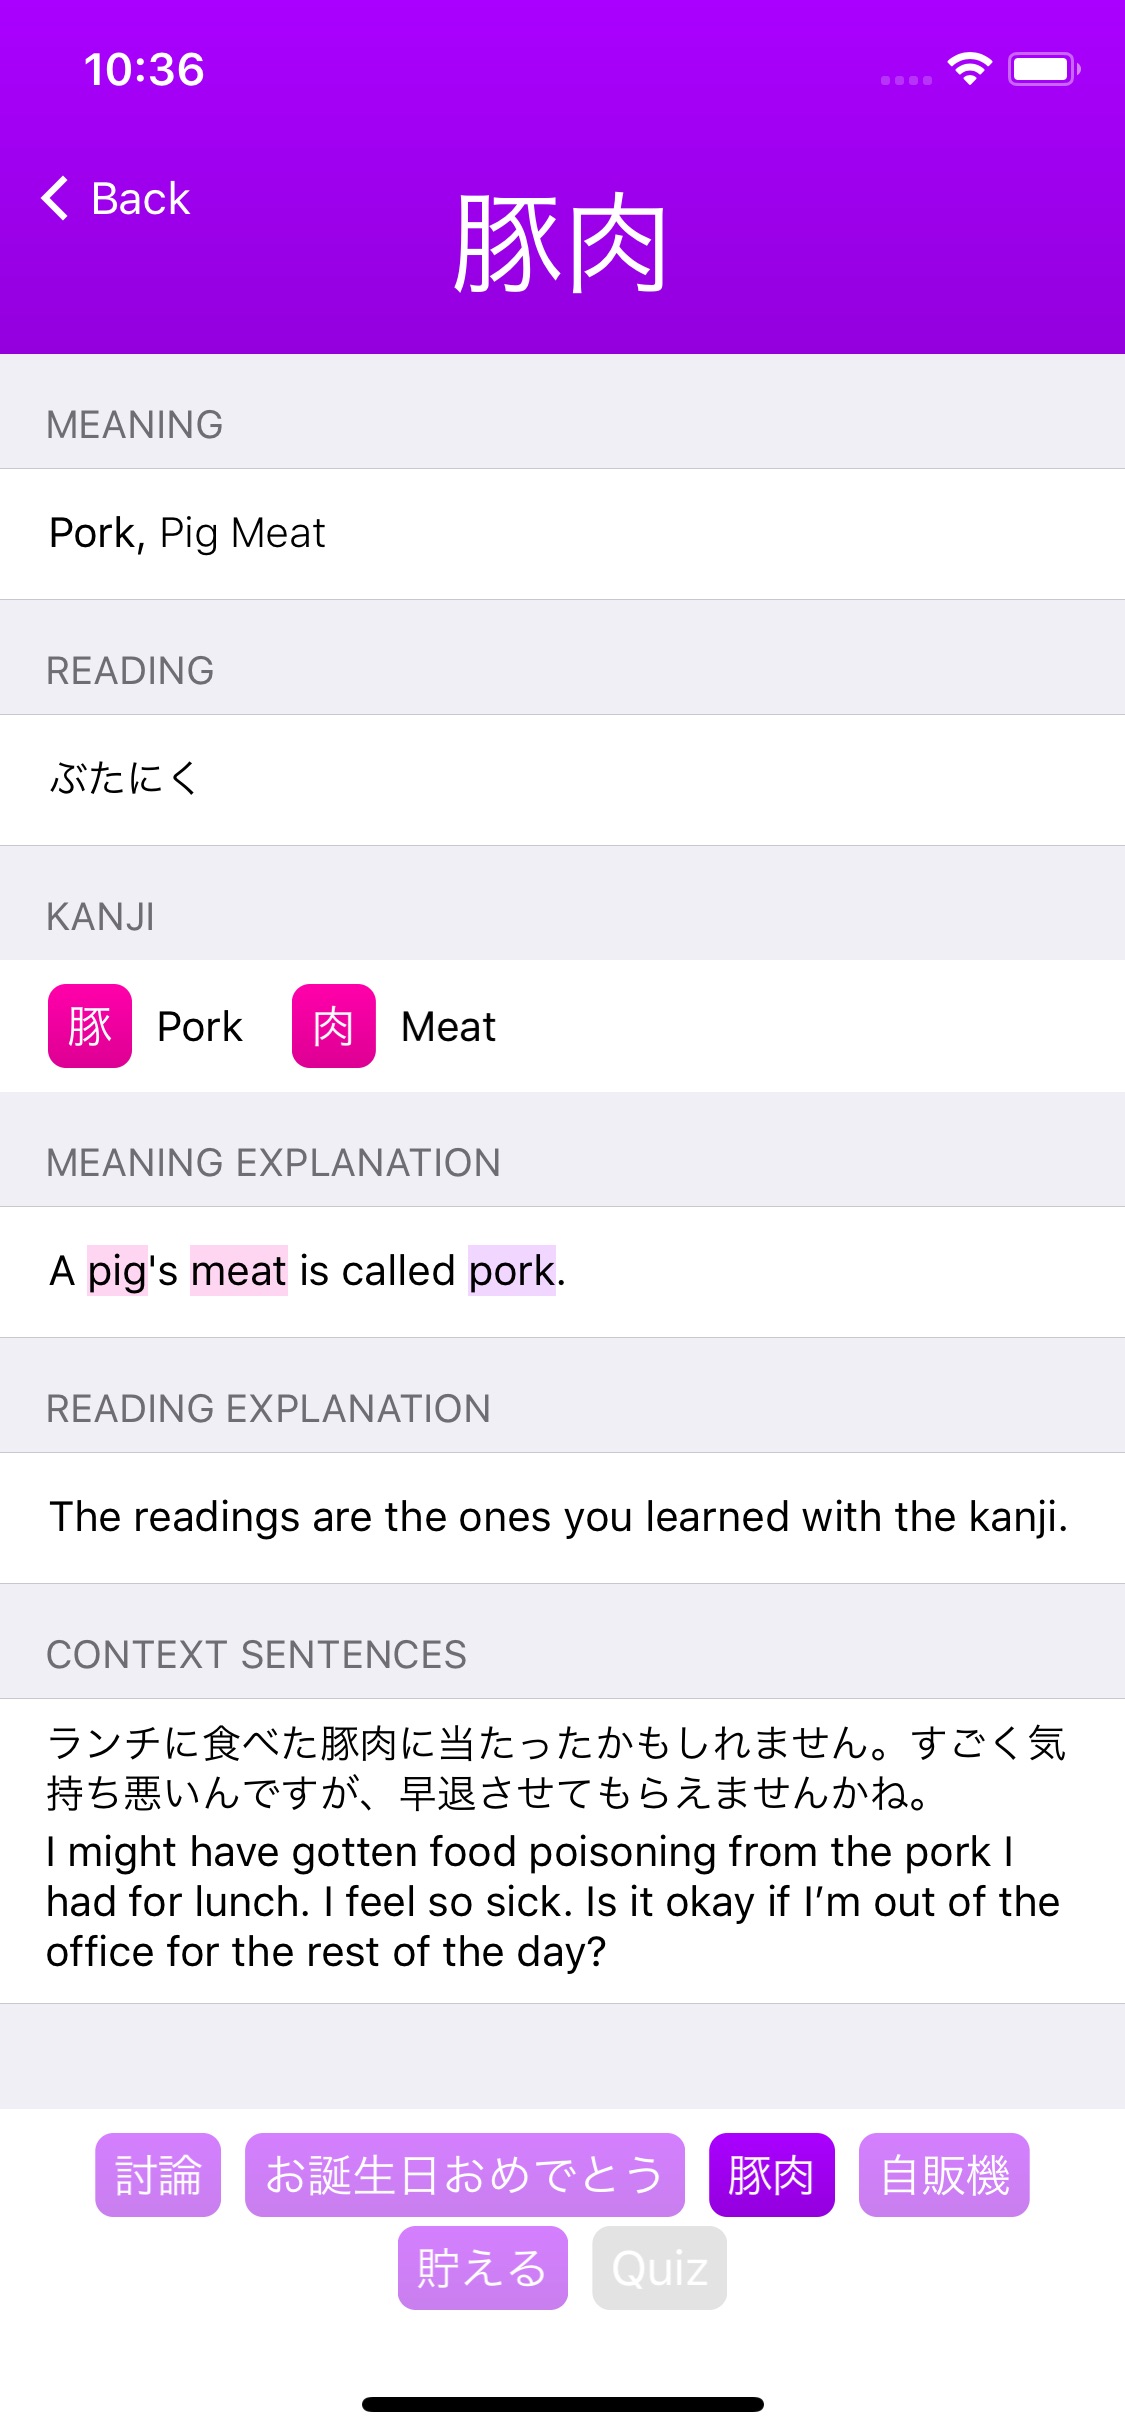 10:36
Back
豚肉
MEANING
Pork, Pig Meat
READING
ぶたにく
KANJI
豚 Pork 肉 Meat
MEANING EXPLANATION
A pig's meat is called pork.
READING EXPLANATION
The readings are the ones you learned with the kanji.
CONTEXT SENTENCES
ランチに食べた豚肉に当たったかもしれません。すごく気
持ち悪いんですが、早退させてもらえませんかね。
I might have gotten food poisoning from the pork I
had for lunch. I feel so sick. Is it okay if I’m out of the
office for the rest of the day?
討論 お誕生日おめでとう 豚肉 自販機
貯える Quiz